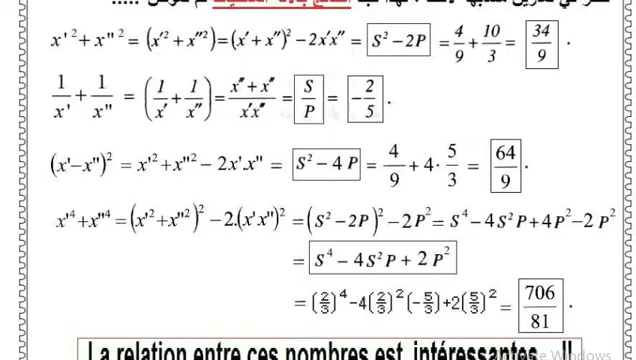 x'² + x"² = (x'² + x"²) = (x' + x")² − 2x'x" = S² − 2P = 4/9 + 10/3 = 34/9 .
1/x' + 1/x" = (1/x' + 1/x") = (x" + x")/(x'x") = S/P = −2/5 .
(x' − x")² = x'² + x"² − 2x'.x" = S² − 4P = 4/9 + 4 · 5/3 = 64/9 .
x'⁴ + x"⁴ = (x'² + x"²)² − 2.(x'x")² = (S² − 2P)² − 2P² = S⁴ − 4S²P + 4P² − 2P²
= S⁴ − 4S²P + 2P²
= (2/3)⁴ − 4(2/3)²(−5/3) + 2(5/3)² = 706/81 .
La relation entre ces nombres est intéressantes ..!!
Activate Windows